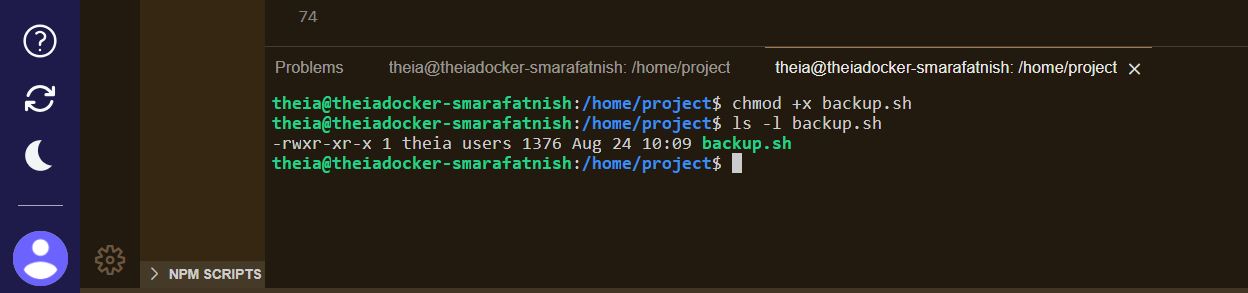 74
Problems theia@theiadocker-smarafatnish: /home/project theia@theiadocker-smarafatnish: /home/project
theia@theiadocker-smarafatnish:/home/project$ chmod +x backup.sh
theia@theiadocker-smarafatnish:/home/project$ ls -l backup.sh
-rwxr-xr-x 1 theia users 1376 Aug 24 10:09 backup.sh
theia@theiadocker-smarafatnish:/home/project$
NPM SCRIPTS